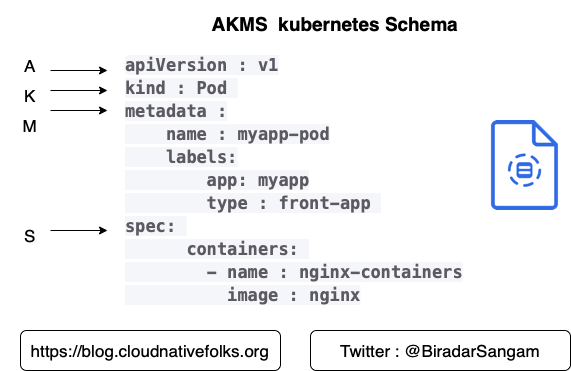 AKMS kubernetes Schema
A apiVersion : v1
K kind : Pod
M metadata :
name : myapp-pod
labels:
app: myapp
type : front-app
S spec:
containers:
- name : nginx-containers
image : nginx
https://blog.cloudnativefolks.org
Twitter : @BiradarSangam